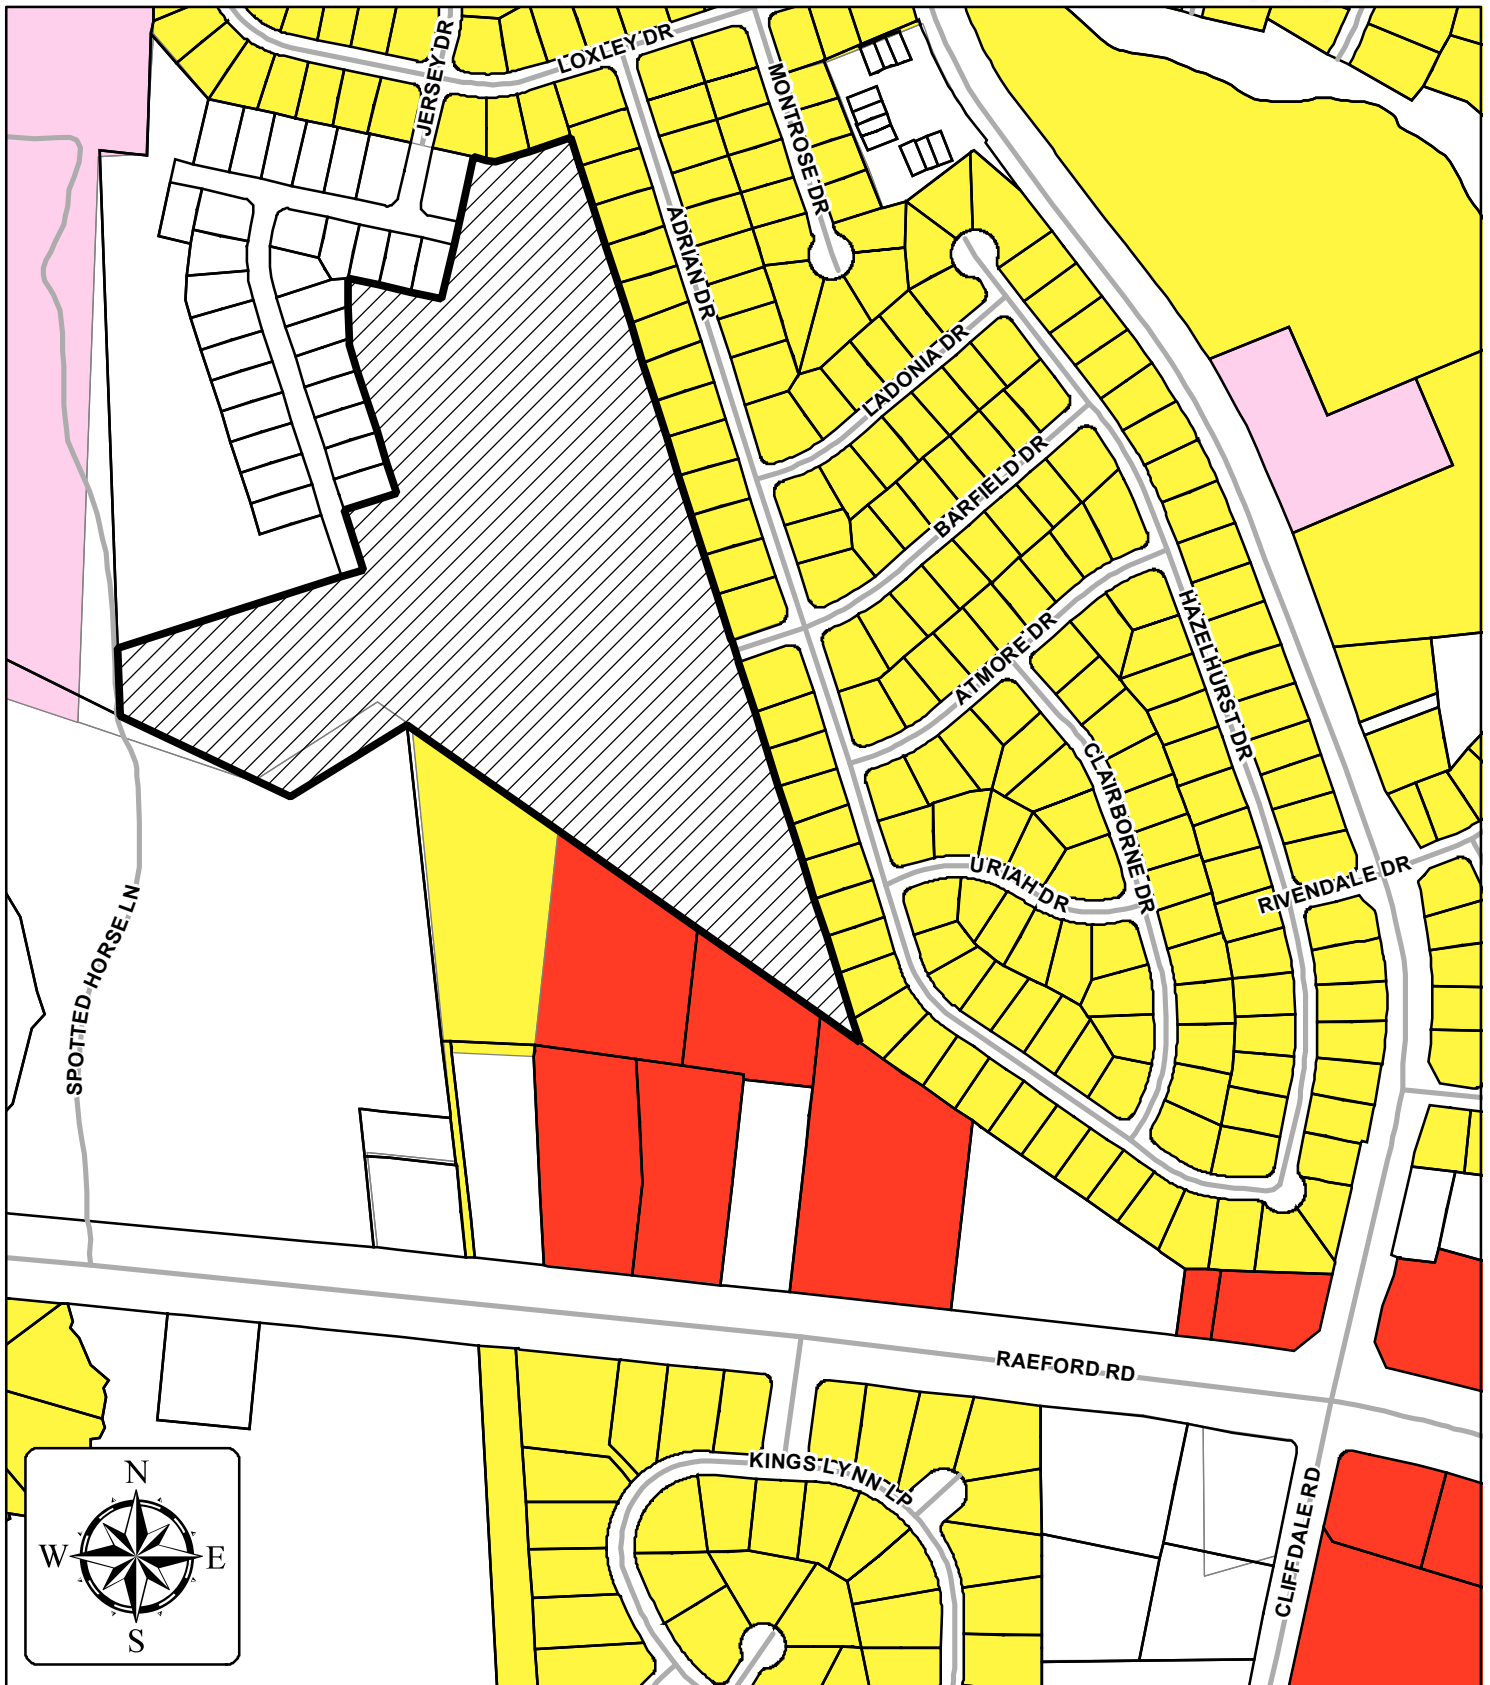 LOXLEY DR
JERSEY DR
MONTROSE DR
ADRIAN DR
LADONIA DR
BARFIELD DR
ATMORE DR
HAZELHURST DR
CLAIRBORNE DR
URIAH DR
RIVENDALE DR
SPOTTED HORSE LN
RAEFORD RD
KINGS LYNN LP
CLIFFDALE RD
N
W E
S